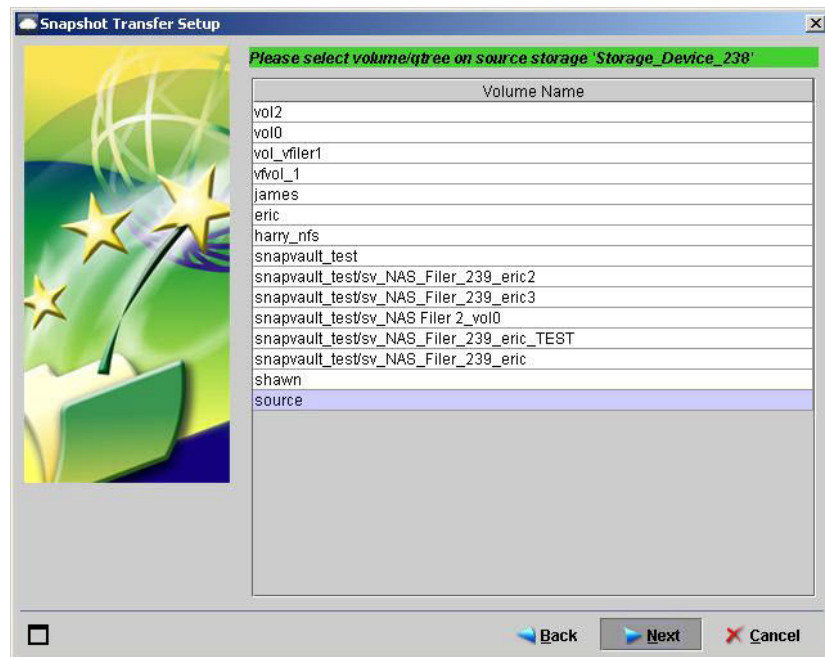 Snapshot Transfer Setup
Please select volume/qtree on source storage 'Storage_Device_238'
Volume Name
vol2
vol0
vol_vfiler1
vfvol_1
james
eric
harry_nfs
snapvault_test
snapvault_test/sv_NAS_Filer_239_eric2
snapvault_test/sv_NAS_Filer_239_eric3
snapvault_test/sv_NAS Filer 2_vol0
snapvault_test/sv_NAS_Filer_239_eric_TEST
snapvault_test/sv_NAS_Filer_239_eric
shawn
source
Back Next Cancel